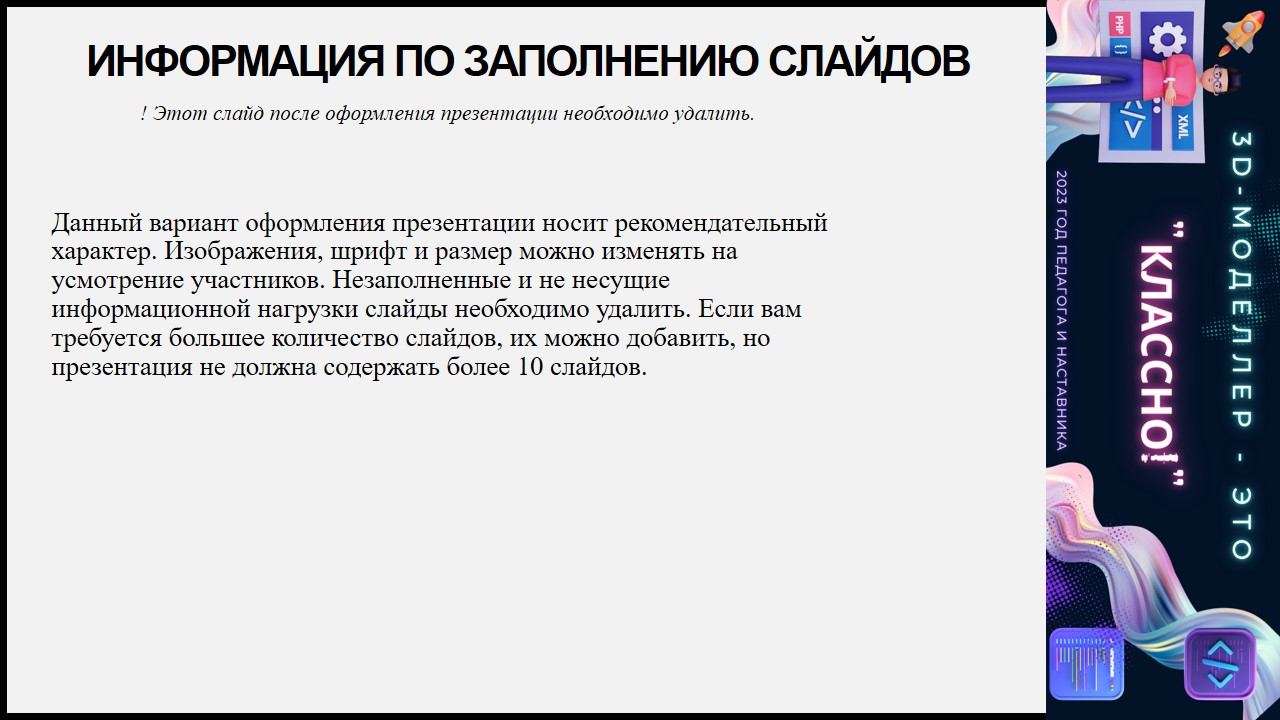 ИНФОРМАЦИЯ ПО ЗАПОЛНЕНИЮ СЛАЙДОВ
! Этот слайд после оформления презентации необходимо удалить.
Данный вариант оформления презентации носит рекомендательный
характер. Изображения, шрифт и размер можно изменять на
усмотрение участников. Незаполненные и не несущие
информационной нагрузки слайды необходимо удалить. Если вам
требуется большее количество слайдов, их можно добавить, но
презентация не должна содержать более 10 слайдов.
3D-МОДЕЛЛЕР - ЭТО
"КЛАССНО!"
2023 ГОД ПЕДАГОГА И НАСТАВНИКА
PHP
{}
XML
</>
</>